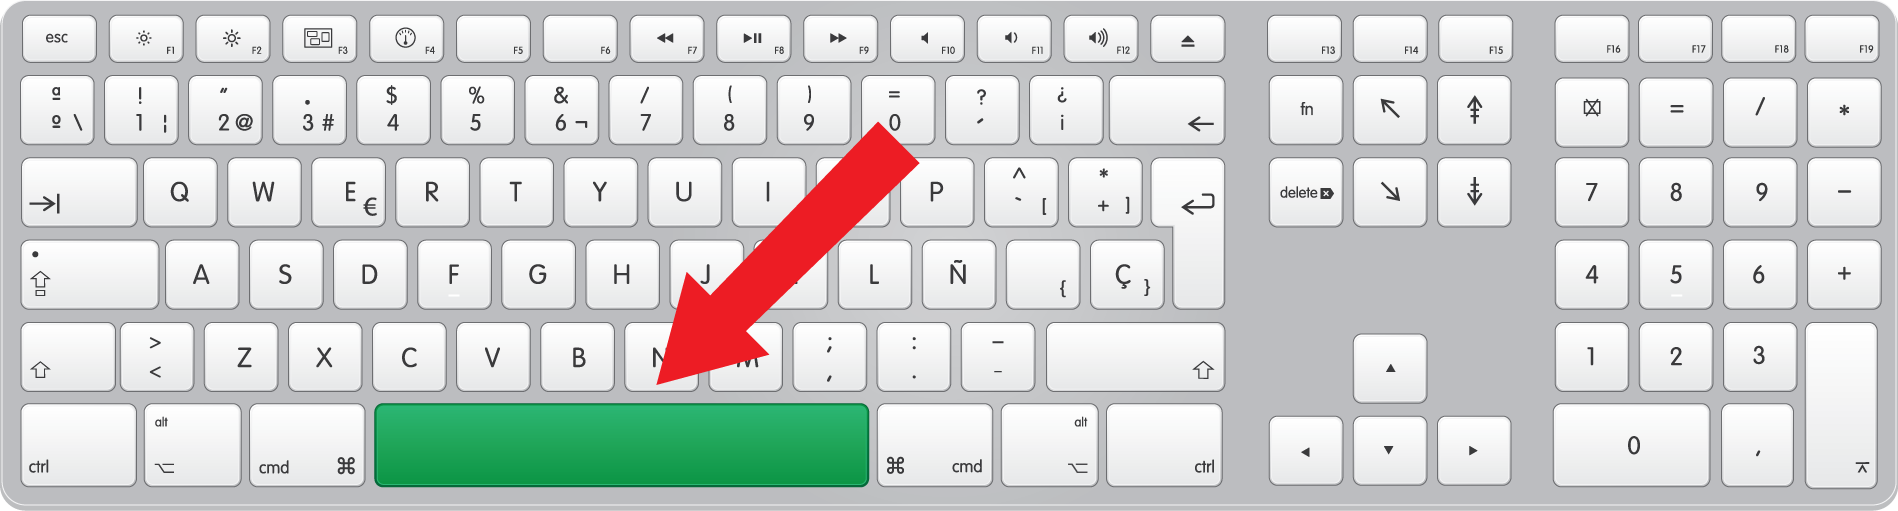 esc F1 F2 F3 F4 F5 F6 F7 F8 F9 F10 F11 F12 F13 F14 F15 F16 F17 F18 F19
ª ! ″ · $ % & / ( ) = ? ¿
º \ 1 ¦ 2 @ 3 # 4 5 6 ¬ 7 8 9 0 ´ ¡ fn = / *
Q W E € R T Y U I P ^ ` [ * + ] delete 7 8 9 −
A S D F G H J L Ñ { Ç } 4 5 6 +
> < Z X C V B N M ; , : . – - 1 2 3
ctrl alt cmd ⌘ ⌘ cmd alt ctrl 0 ,